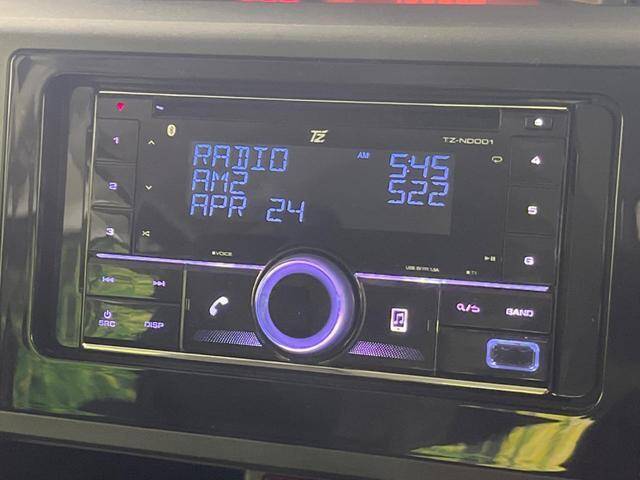 TZ
TZ-ND001
RADIO AM 5:45
AM2 522
APR 24
1
2
3
4
5
6
VOICE
T1
SRC DISP
BAND